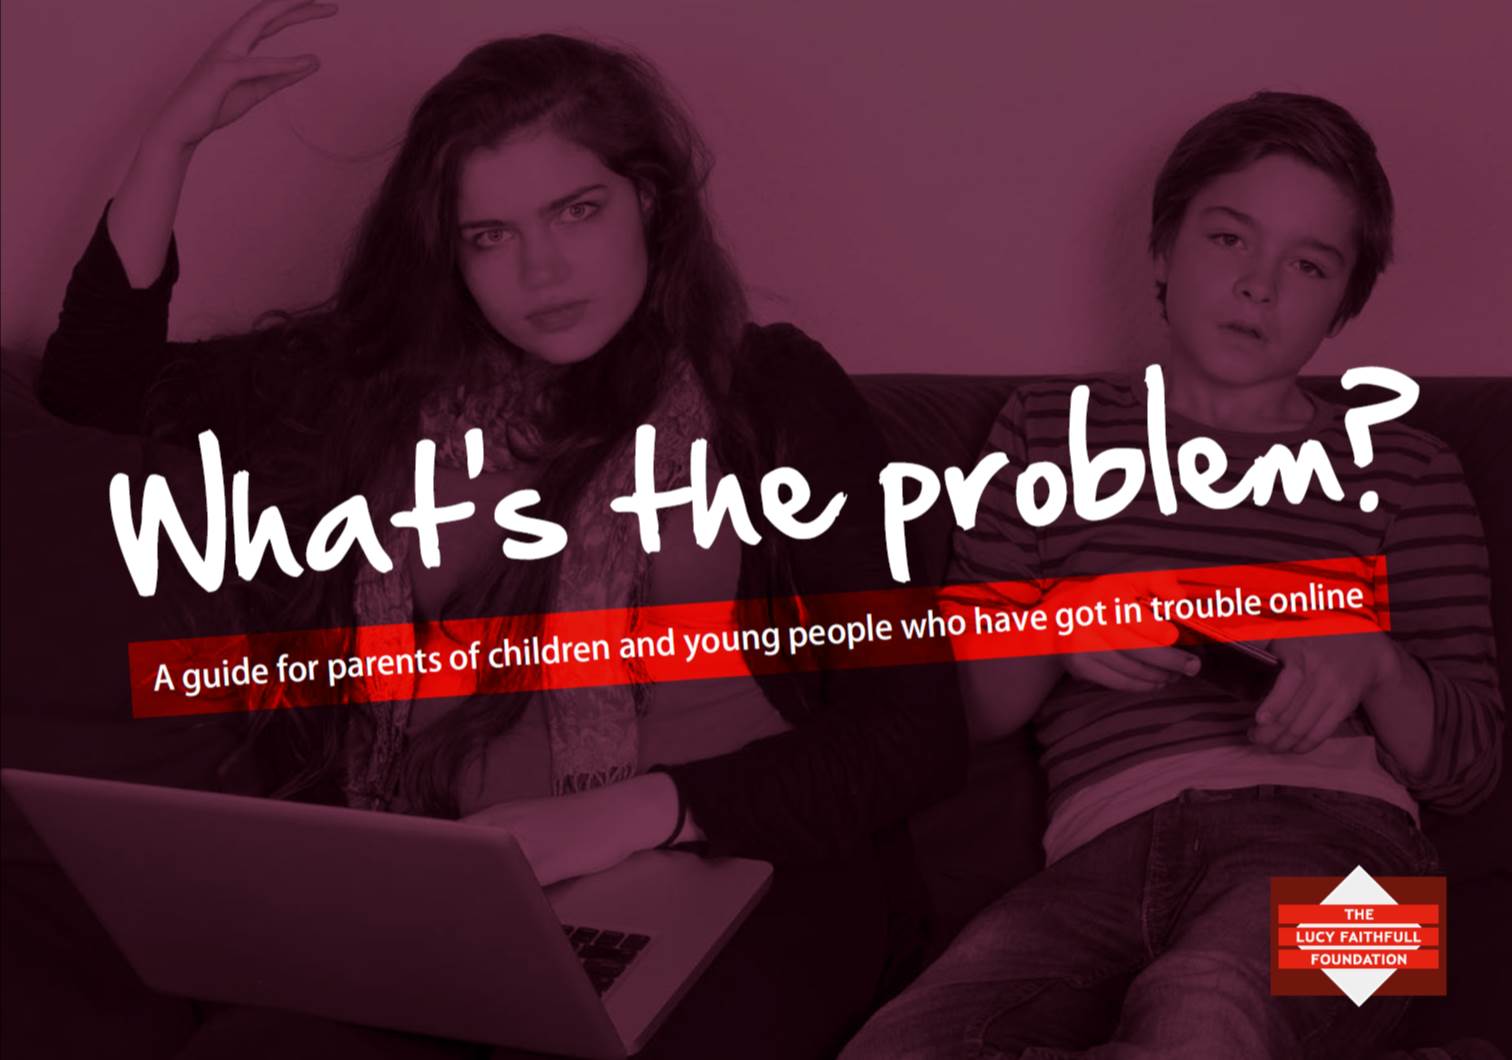 What's the problem?
A guide for parents of children and young people who have got in trouble online
THE
LUCY FAITHFULL
FOUNDATION